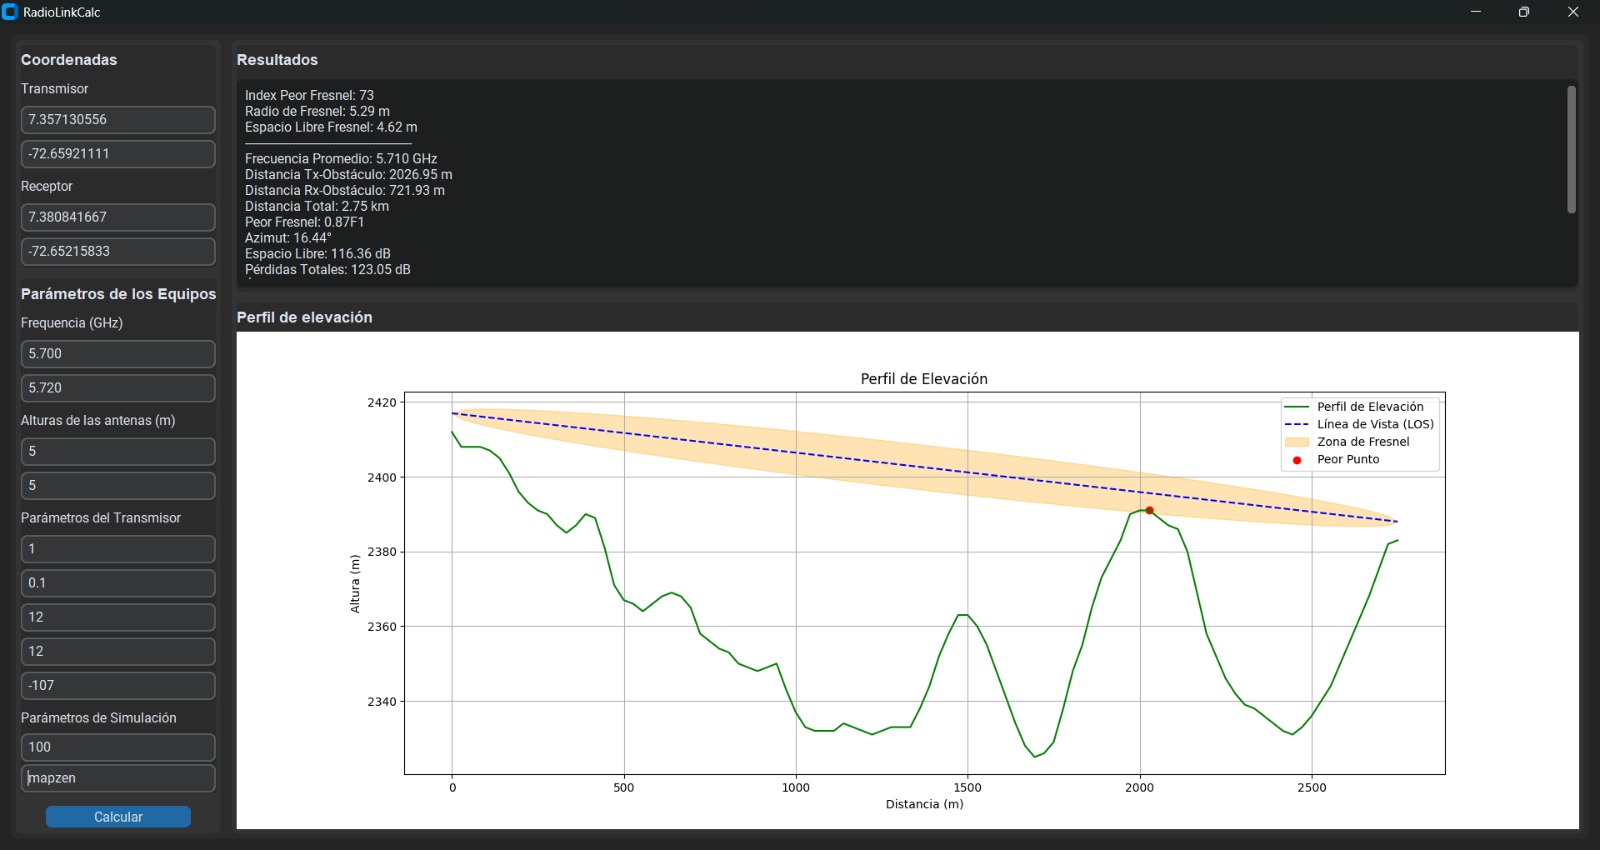 RadioLinkCalc
Coordenadas
Transmisor
7.357130556
-72.65921111
Receptor
7.380841667
-72.65215833
Parámetros de los Equipos
Frequencia (GHz)
5.700
5.720
Alturas de las antenas (m)
5
5
Parámetros del Transmisor
1
0.1
12
12
-107
Parámetros de Simulación
100
mapzen
Calcular
Resultados
Index Peor Fresnel: 73
Radio de Fresnel: 5.29 m
Espacio Libre Fresnel: 4.62 m
----------------------------------------
Frecuencia Promedio: 5.710 GHz
Distancia Tx-Obstáculo: 2026.95 m
Distancia Rx-Obstáculo: 721.93 m
Distancia Total: 2.75 km
Peor Fresnel: 0.87F1
Azimut: 16.44°
Espacio Libre: 116.36 dB
Pérdidas Totales: 123.05 dB
Perfil de elevación
Perfil de Elevación
Perfil de Elevación
Línea de Vista (LOS)
Zona de Fresnel
Peor Punto
Altura (m)
2420
2400
2380
2360
2340
0 500 1000 1500 2000 2500
Distancia (m)